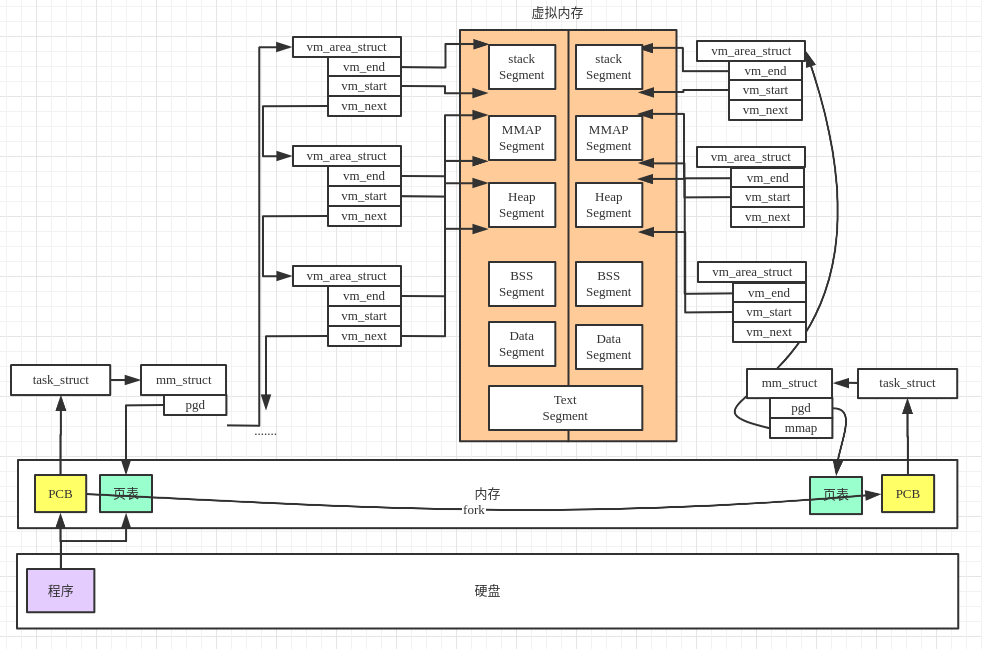 虚拟内存
vm_area_struct
vm_end
vm_start
vm_next
vm_area_struct
vm_end
vm_start
vm_next
vm_area_struct
vm_end
vm_start
vm_next
stack
Segment
MMAP
Segment
Heap
Segment
BSS
Segment
Data
Segment
stack
Segment
MMAP
Segment
Heap
Segment
BSS
Segment
Data
Segment
Text
Segment
vm_area_struct
vm_end
vm_start
vm_next
vm_area_struct
vm_end
vm_start
vm_next
vm_area_struct
vm_end
vm_start
vm_next
task_struct
mm_struct
pgd
.......
mm_struct
pgd
mmap
task_struct
PCB
页表
内存
fork
页表
PCB
程序
硬盘